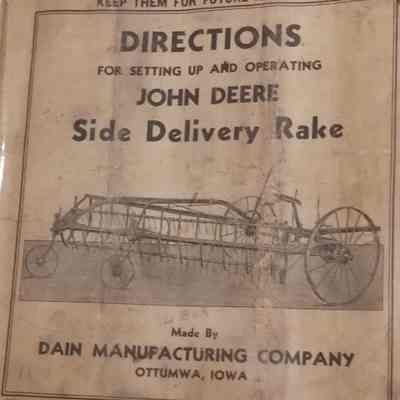 KEEP THEM FOR FUTURE
DIRECTIONS
FOR SETTING UP AND OPERATING
JOHN DEERE
Side Delivery Rake
Made By
DAIN MANUFACTURING COMPANY
OTTUMWA, IOWA